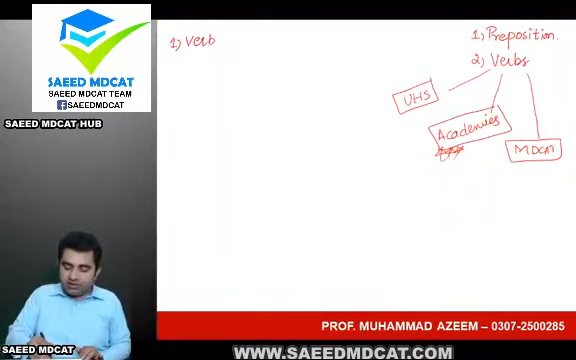 SAEED MDCAT
SAEED MDCAT TEAM
f/SAEEDMDCAT
SAEED MDCAT HUB
1) Verb
1) Preposition.
2) Verbs
UHS
Academies
MDCAT
SAEED MDCAT
PROF. MUHAMMAD AZEEM – 0307-2500285
WWW.SAEEDMDCAT.COM